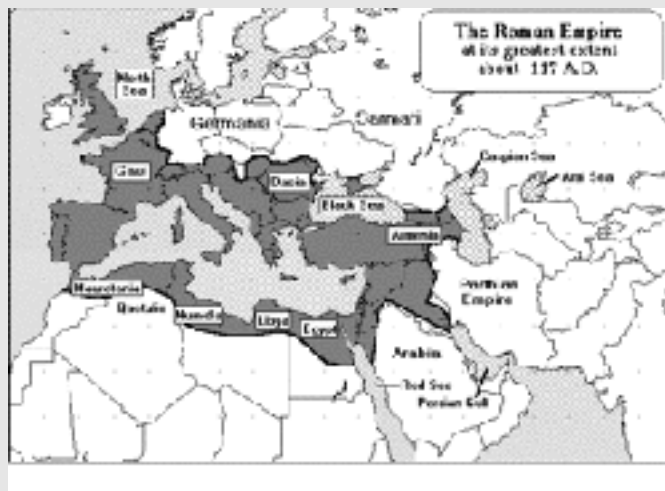 The Roman Empire
at its greatest extent
about 117 A.D.
North
Sea
Germania
Sarmati
Caspian Sea
Aral Sea
Gaul
Dacia
Black Sea
Armenia
Parthian
Empire
Mauretania
Numidia
Libya
Egypt
Arabia
Red Sea
Persian Gulf